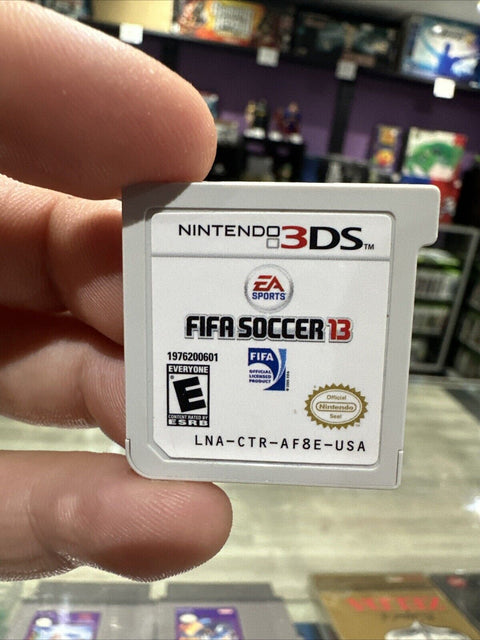 NINTENDO 3DS TM
EA
SPORTS
FIFA SOCCER 13
1976200601
EVERYONE
E
CONTENT RATED BY
ESRB
FIFA
OFFICIAL
LICENSED
PRODUCT
Official
Nintendo
Seal
LNA-CTR-AF8E-USA